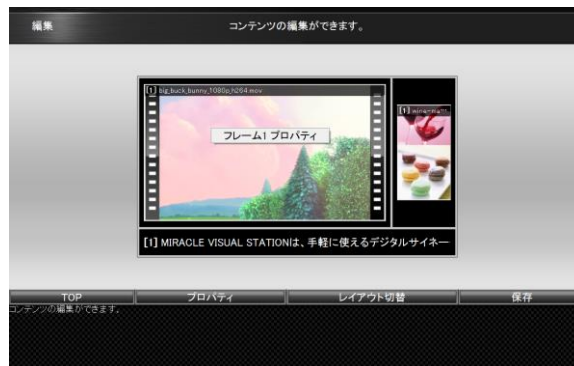 編集
コンテンツの編集ができます。
[1] big_buck_bunny_1080p_h264.mov
フレーム1 プロパティ
[1]
[1] MIRACLE VISUAL STATIONは、手軽に使えるデジタルサイネー
TOP
プロパティ
レイアウト切替
保存
コンテンツの編集ができます。